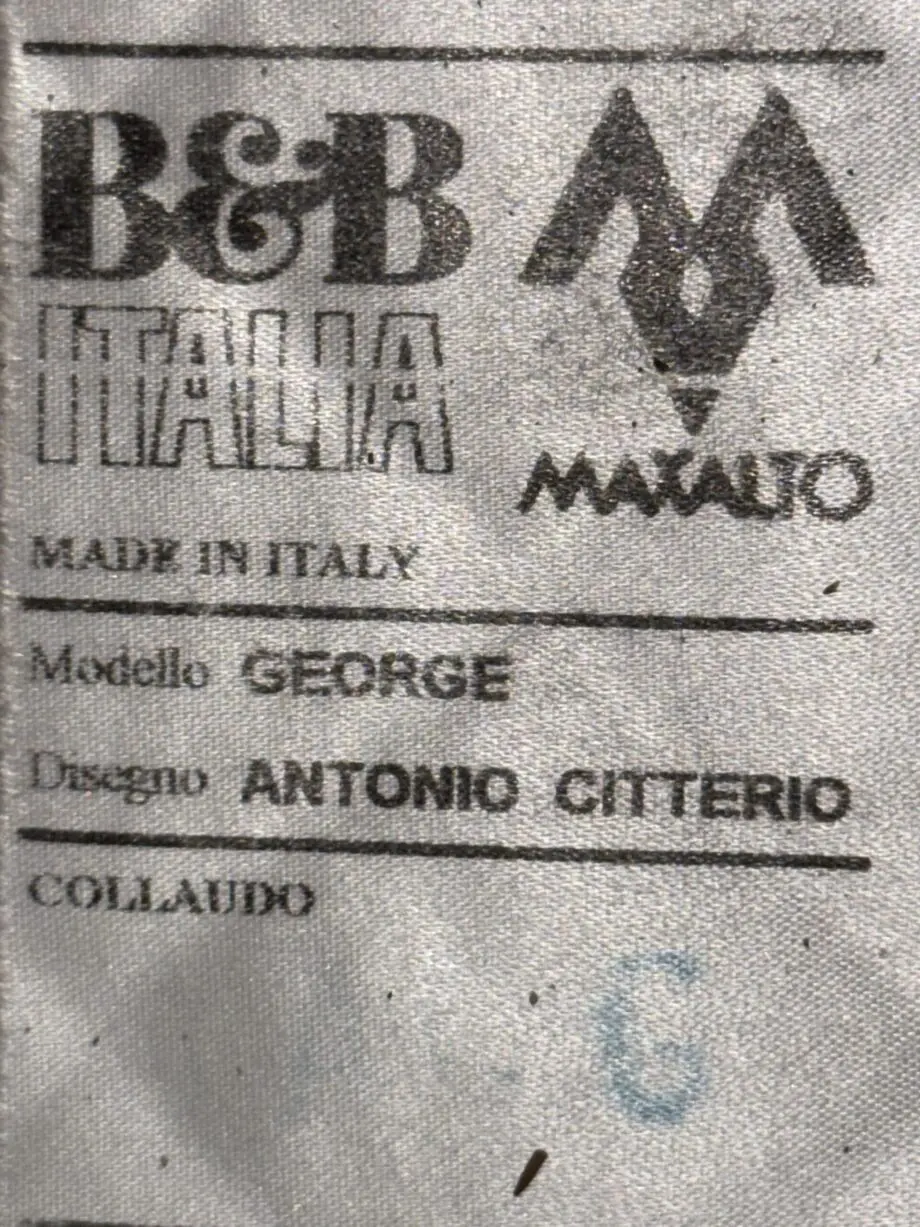 B&B
ITALIA
MAXALTO
MADE IN ITALY
Modello GEORGE
Disegno ANTONIO CITTERIO
COLLAUDO